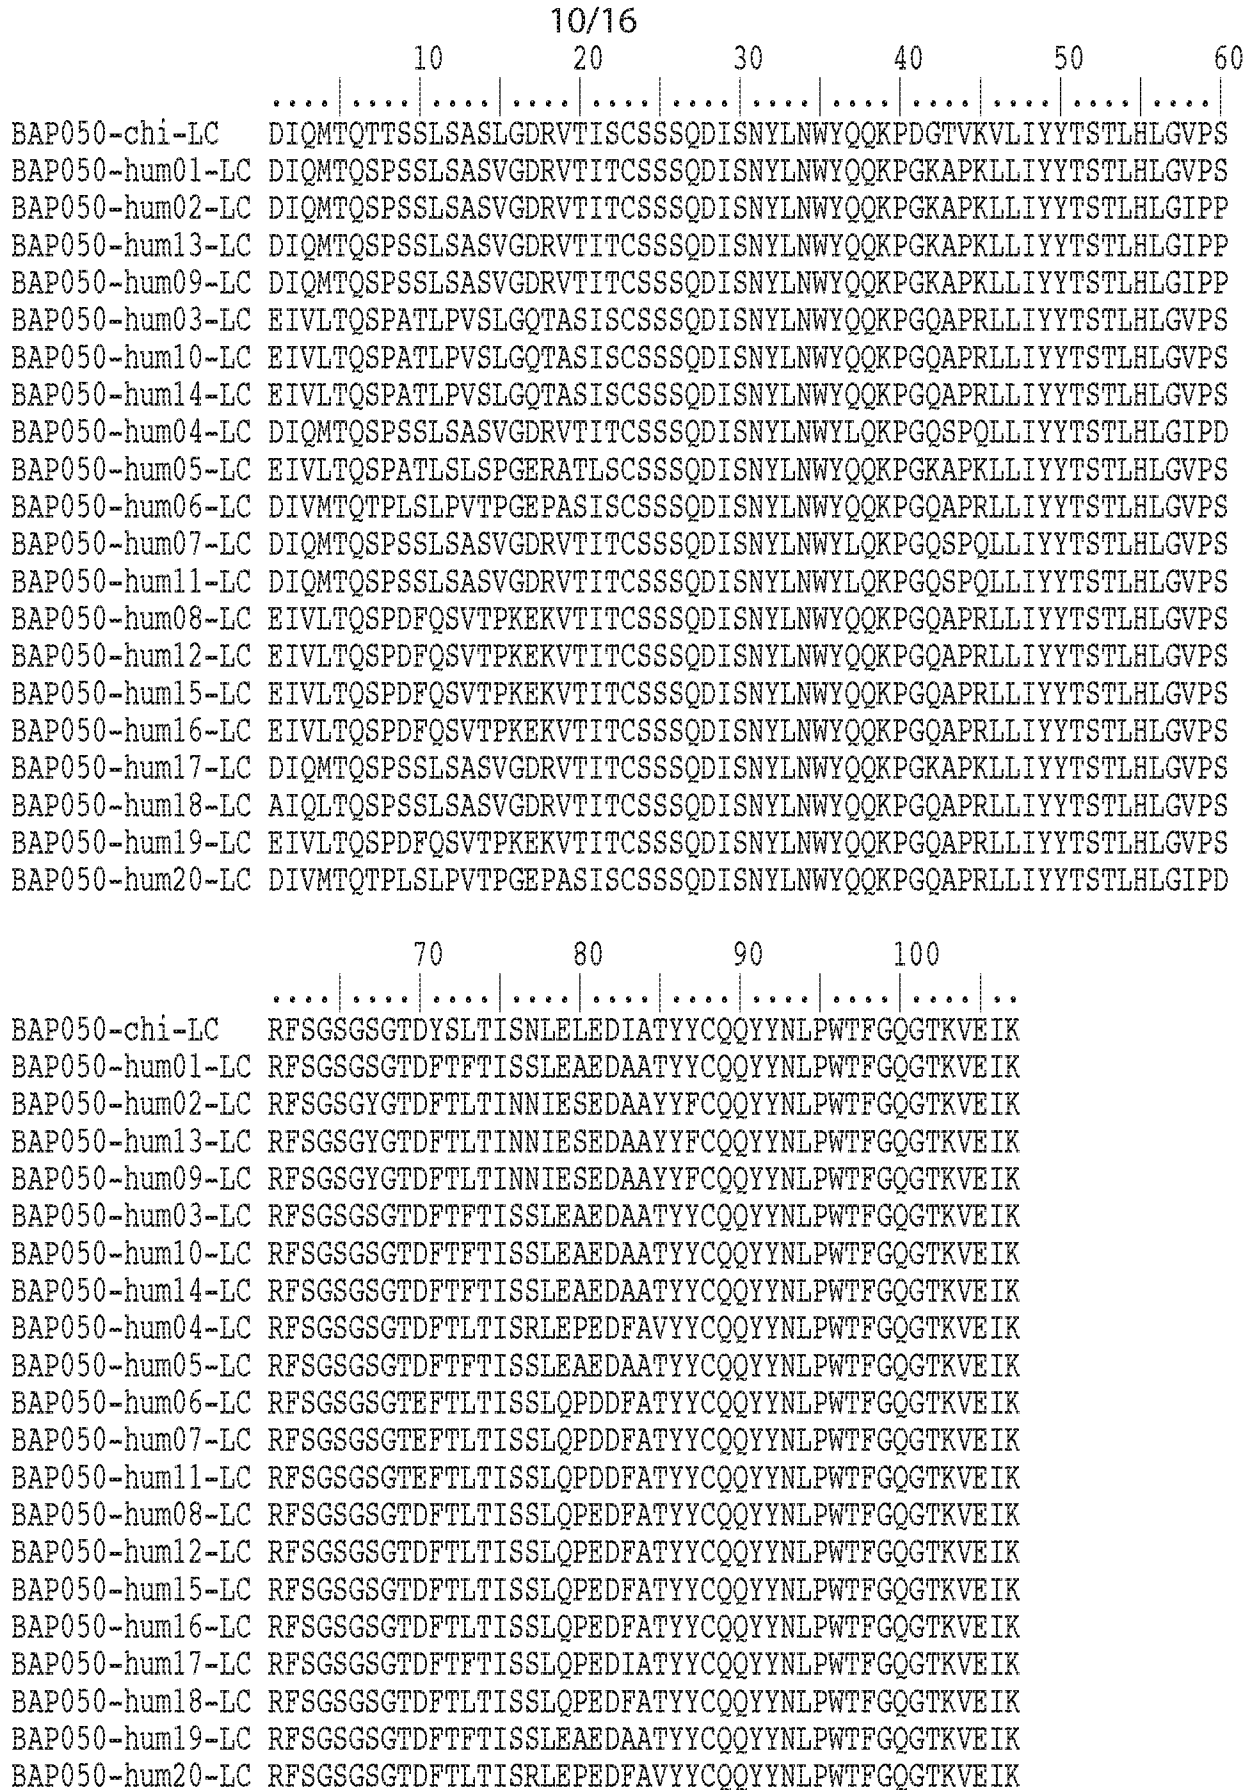 10/16
10 20 30 40 50 60
....|....|....|....|....|....|....|....|....|....|....|....|
BAP050-chi-LC DIQMTQTTSSLSASLGDRVTISCSSSQDISNYLNWYQQKPDGTVKVLIYYTSTLHLGVPS
BAP050-hum01-LC DIQMTQSPSSLSASVGDRVTITCSSSQDISNYLNWYQQKPGKAPKLLIYYTSTLHLGVPS
BAP050-hum02-LC DIQMTQSPSSLSASVGDRVTITCSSSQDISNYLNWYQQKPGKAPKLLIYYTSTLHLGIPP
BAP050-hum13-LC DIQMTQSPSSLSASVGDRVTITCSSSQDISNYLNWYQQKPGKAPKLLIYYTSTLHLGIPP
BAP050-hum09-LC DIQMTQSPSSLSASVGDRVTITCSSSQDISNYLNWYQQKPGKAPKLLIYYTSTLHLGIPP
BAP050-hum03-LC EIVLTQSPATLPVSLGQTASISCSSSQDISNYLNWYQQKPGQAPRLLIYYTSTLHLGVPS
BAP050-hum10-LC EIVLTQSPATLPVSLGQTASISCSSSQDISNYLNWYQQKPGQAPRLLIYYTSTLHLGVPS
BAP050-hum14-LC EIVLTQSPATLPVSLGQTASISCSSSQDISNYLNWYQQKPGQAPRLLIYYTSTLHLGVPS
BAP050-hum04-LC DIQMTQSPSSLSASVGDRVTITCSSSQDISNYLNWYLQKPGQSPQLLIYYTSTLHLGIPD
BAP050-hum05-LC EIVLTQSPATLSLSPGERATLSCSSSQDISNYLNWYQQKPGKAPKLLIYYTSTLHLGVPS
BAP050-hum06-LC DIVMTQTPLSLPVTPGEPASISCSSSQDISNYLNWYQQKPGQAPRLLIYYTSTLHLGVPS
BAP050-hum07-LC DIQMTQSPSSLSASVGDRVTITCSSSQDISNYLNWYLQKPGQSPQLLIYYTSTLHLGVPS
BAP050-hum11-LC DIQMTQSPSSLSASVGDRVTITCSSSQDISNYLNWYLQKPGQSPQLLIYYTSTLHLGVPS
BAP050-hum08-LC EIVLTQSPDFQSVTPKEKVTITCSSSQDISNYLNWYQQKPGQAPRLLIYYTSTLHLGVPS
BAP050-hum12-LC EIVLTQSPDFQSVTPKEKVTITCSSSQDISNYLNWYQQKPGQAPRLLIYYTSTLHLGVPS
BAP050-hum15-LC EIVLTQSPDFQSVTPKEKVTITCSSSQDISNYLNWYQQKPGQAPRLLIYYTSTLHLGVPS
BAP050-hum16-LC EIVLTQSPDFQSVTPKEKVTITCSSSQDISNYLNWYQQKPGQAPRLLIYYTSTLHLGVPS
BAP050-hum17-LC DIQMTQSPSSLSASVGDRVTITCSSSQDISNYLNWYQQKPGKAPKLLIYYTSTLHLGVPS
BAP050-hum18-LC AIQLTQSPSSLSASVGDRVTITCSSSQDISNYLNWYQQKPGQAPRLLIYYTSTLHLGVPS
BAP050-hum19-LC EIVLTQSPDFQSVTPKEKVTITCSSSQDISNYLNWYQQKPGQAPRLLIYYTSTLHLGVPS
BAP050-hum20-LC DIVMTQTPLSLPVTPGEPASISCSSSQDISNYLNWYQQKPGQAPRLLIYYTSTLHLGIPD
70 80 90 100
....|....|....|....|....|....|....|....|....|..
BAP050-chi-LC RFSGSGSGTDYSLTISNLELEDIATYYCQQYYNLPWTFGQGTKVEIK
BAP050-hum01-LC RFSGSGSGTDFTFTISSLEAEDAATYYCQQYYNLPWTFGQGTKVEIK
BAP050-hum02-LC RFSGSGYGTDFTLTINNIESEDAAYYFCQQYYNLPWTFGQGTKVEIK
BAP050-hum13-LC RFSGSGYGTDFTLTINNIESEDAAYYFCQQYYNLPWTFGQGTKVEIK
BAP050-hum09-LC RFSGSGYGTDFTLTINNIESEDAAYYFCQQYYNLPWTFGQGTKVEIK
BAP050-hum03-LC RFSGSGSGTDFTFTISSLEAEDAATYYCQQYYNLPWTFGQGTKVEIK
BAP050-hum10-LC RFSGSGSGTDFTFTISSLEAEDAATYYCQQYYNLPWTFGQGTKVEIK
BAP050-hum14-LC RFSGSGSGTDFTFTISSLEAEDAATYYCQQYYNLPWTFGQGTKVEIK
BAP050-hum04-LC RFSGSGSGTDFTLTISRLEPEDFAVYYCQQYYNLPWTFGQGTKVEIK
BAP050-hum05-LC RFSGSGSGTDFTFTISSLEAEDAATYYCQQYYNLPWTFGQGTKVEIK
BAP050-hum06-LC RFSGSGSGTEFTLTISSLQPDDFATYYCQQYYNLPWTFGQGTKVEIK
BAP050-hum07-LC RFSGSGSGTEFTLTISSLQPDDFATYYCQQYYNLPWTFGQGTKVEIK
BAP050-hum11-LC RFSGSGSGTEFTLTISSLQPDDFATYYCQQYYNLPWTFGQGTKVEIK
BAP050-hum08-LC RFSGSGSGTDFTLTISSLQPEDFATYYCQQYYNLPWTFGQGTKVEIK
BAP050-hum12-LC RFSGSGSGTDFTLTISSLQPEDFATYYCQQYYNLPWTFGQGTKVEIK
BAP050-hum15-LC RFSGSGSGTDFTLTISSLQPEDFATYYCQQYYNLPWTFGQGTKVEIK
BAP050-hum16-LC RFSGSGSGTDFTLTISSLQPEDFATYYCQQYYNLPWTFGQGTKVEIK
BAP050-hum17-LC RFSGSGSGTDFTFTISSLQPEDIATYYCQQYYNLPWTFGQGTKVEIK
BAP050-hum18-LC RFSGSGSGTDFTLTISSLQPEDFATYYCQQYYNLPWTFGQGTKVEIK
BAP050-hum19-LC RFSGSGSGTDFTFTISSLEAEDAATYYCQQYYNLPWTFGQGTKVEIK
BAP050-hum20-LC RFSGSGSGTDFTLTISRLEPEDFAVYYCQQYYNLPWTFGQGTKVEIK